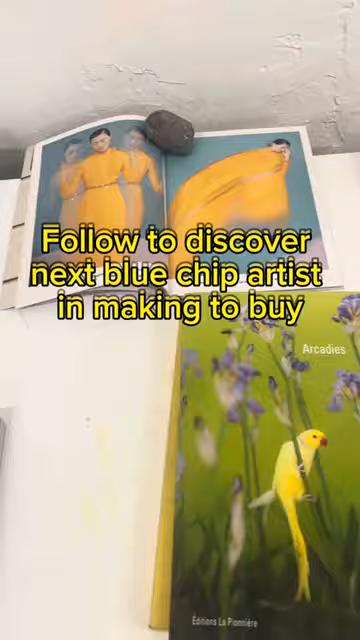 Follow to discover
next blue chip artist
in making to buy
Arcadies
Éditions La Pionnière